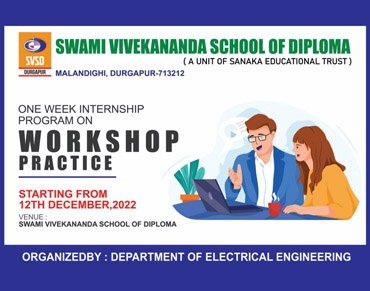 SWAMI VIVEKANANDA SCHOOL OF DIPLOMA
( A UNIT OF SANAKA EDUCATIONAL TRUST )
SVSD
DURGAPUR
MALANDIGHI, DURGAPUR-713212
ONE WEEK INTERNSHIP
PROGRAM ON
WORKSHOP
PRACTICE
STARTING FROM
12TH DECEMBER,2022
VENUE :
SWAMI VIVEKANANDA SCHOOL OF DIPLOMA
ORGANIZEDBY : DEPARTMENT OF ELECTRICAL ENGINEERING